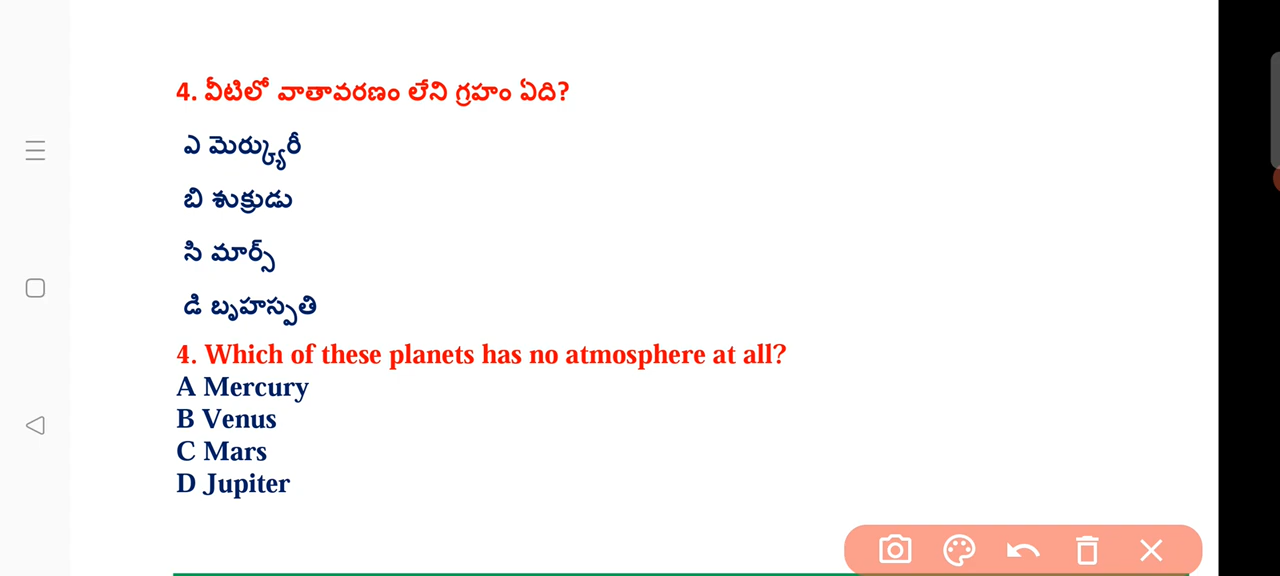 4. వీటిలో వాతావరణం లేని గ్రహం ఏది?
ఎ మెర్క్యురీ
బి శుక్రుడు
సి మార్స్
డి బృహస్పతి
4. Which of these planets has no atmosphere at all?
A Mercury
B Venus
C Mars
D Jupiter